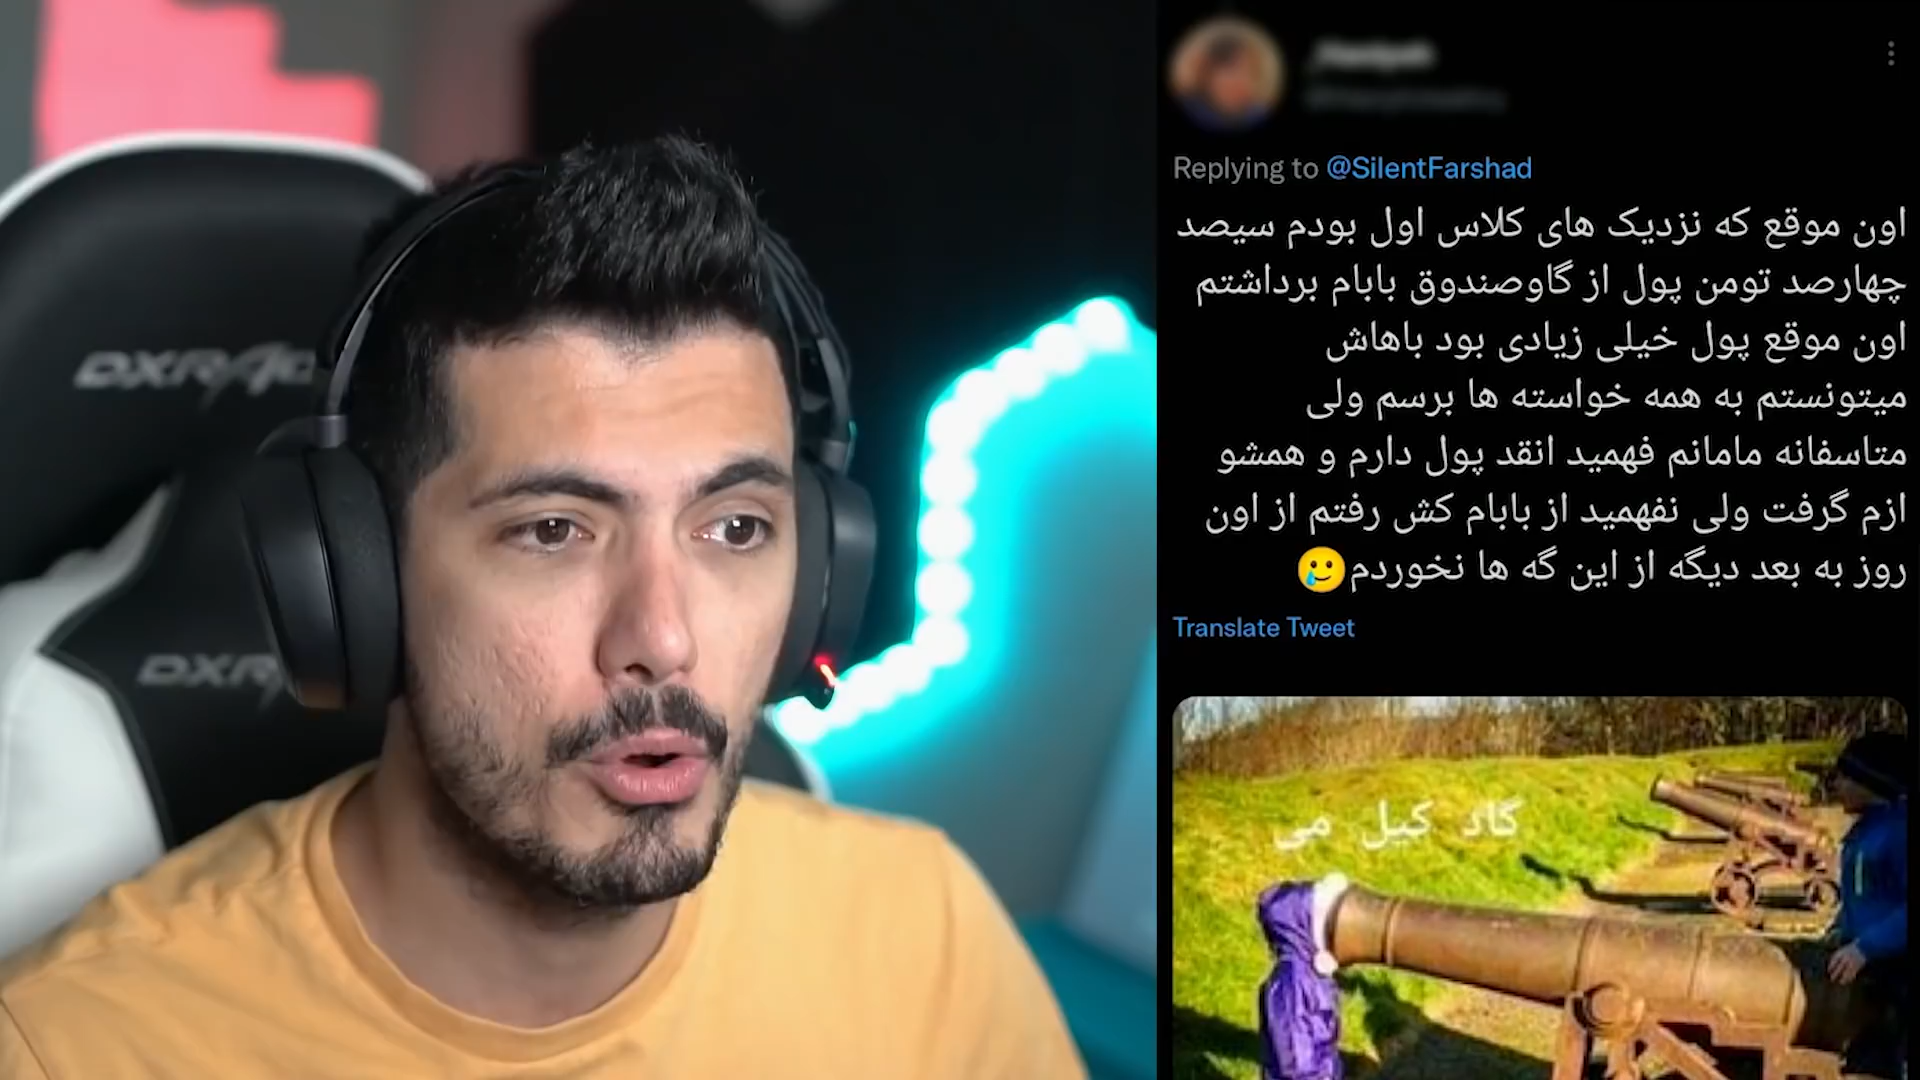 Replying to @SilentFarshad
اون موقع که نزدیک های کلاس اول بودم سیصد
چهارصد تومن پول از گاوصندوق بابام برداشتم
اون موقع پول خیلی زیادی بود باهاش
میتونستم به همه خواسته ها برسم ولی
متاسفانه مامانم فهمید انقد پول دارم و همشو
ازم گرفت ولی نفهمید از بابام کش رفتم از اون
روز به بعد دیگه از این گه ها نخوردم🥲
Translate Tweet
گاد کیل می